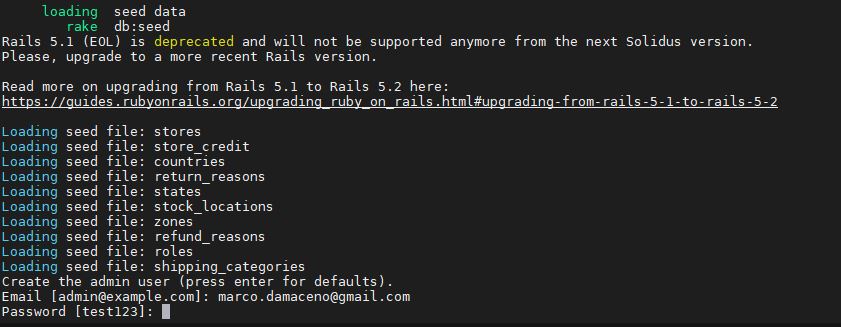 loading seed data
rake db:seed
Rails 5.1 (EOL) is deprecated and will not be supported anymore from the next Solidus version.
Please, upgrade to a more recent Rails version.
Read more on upgrading from Rails 5.1 to Rails 5.2 here:
https://guides.rubyonrails.org/upgrading_ruby_on_rails.html#upgrading-from-rails-5-1-to-rails-5-2
Loading seed file: stores
Loading seed file: store_credit
Loading seed file: countries
Loading seed file: return_reasons
Loading seed file: states
Loading seed file: stock_locations
Loading seed file: zones
Loading seed file: refund_reasons
Loading seed file: roles
Loading seed file: shipping_categories
Create the admin user (press enter for defaults).
Email [admin@example.com]: marco.damaceno@gmail.com
Password [test123]: